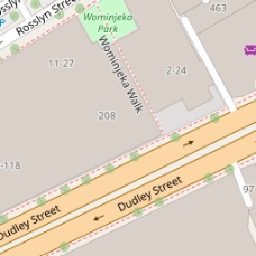 463
Wominjeka
Park
Rosslyn Street
Wominjeka Walk
11-27
2-24
208
-118
Dudley Street
97
Dudley Street